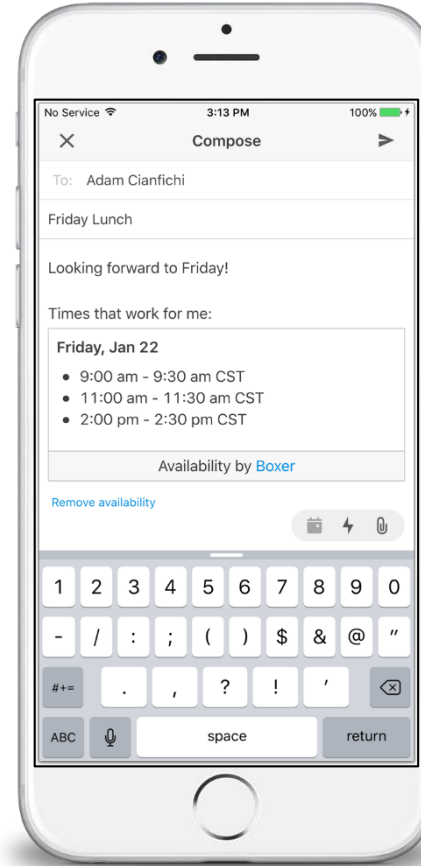 No Service 3:13 PM 100%
Compose
To: Adam Cianfichi
Friday Lunch
Looking forward to Friday!
Times that work for me:
Friday, Jan 22
• 9:00 am - 9:30 am CST
• 11:00 am - 11:30 am CST
• 2:00 pm - 2:30 pm CST
Availability by Boxer
Remove availability
1 2 3 4 5 6 7 8 9 0
- / : ; ( ) $ & @ "
#+= . , ? ! '
ABC space return